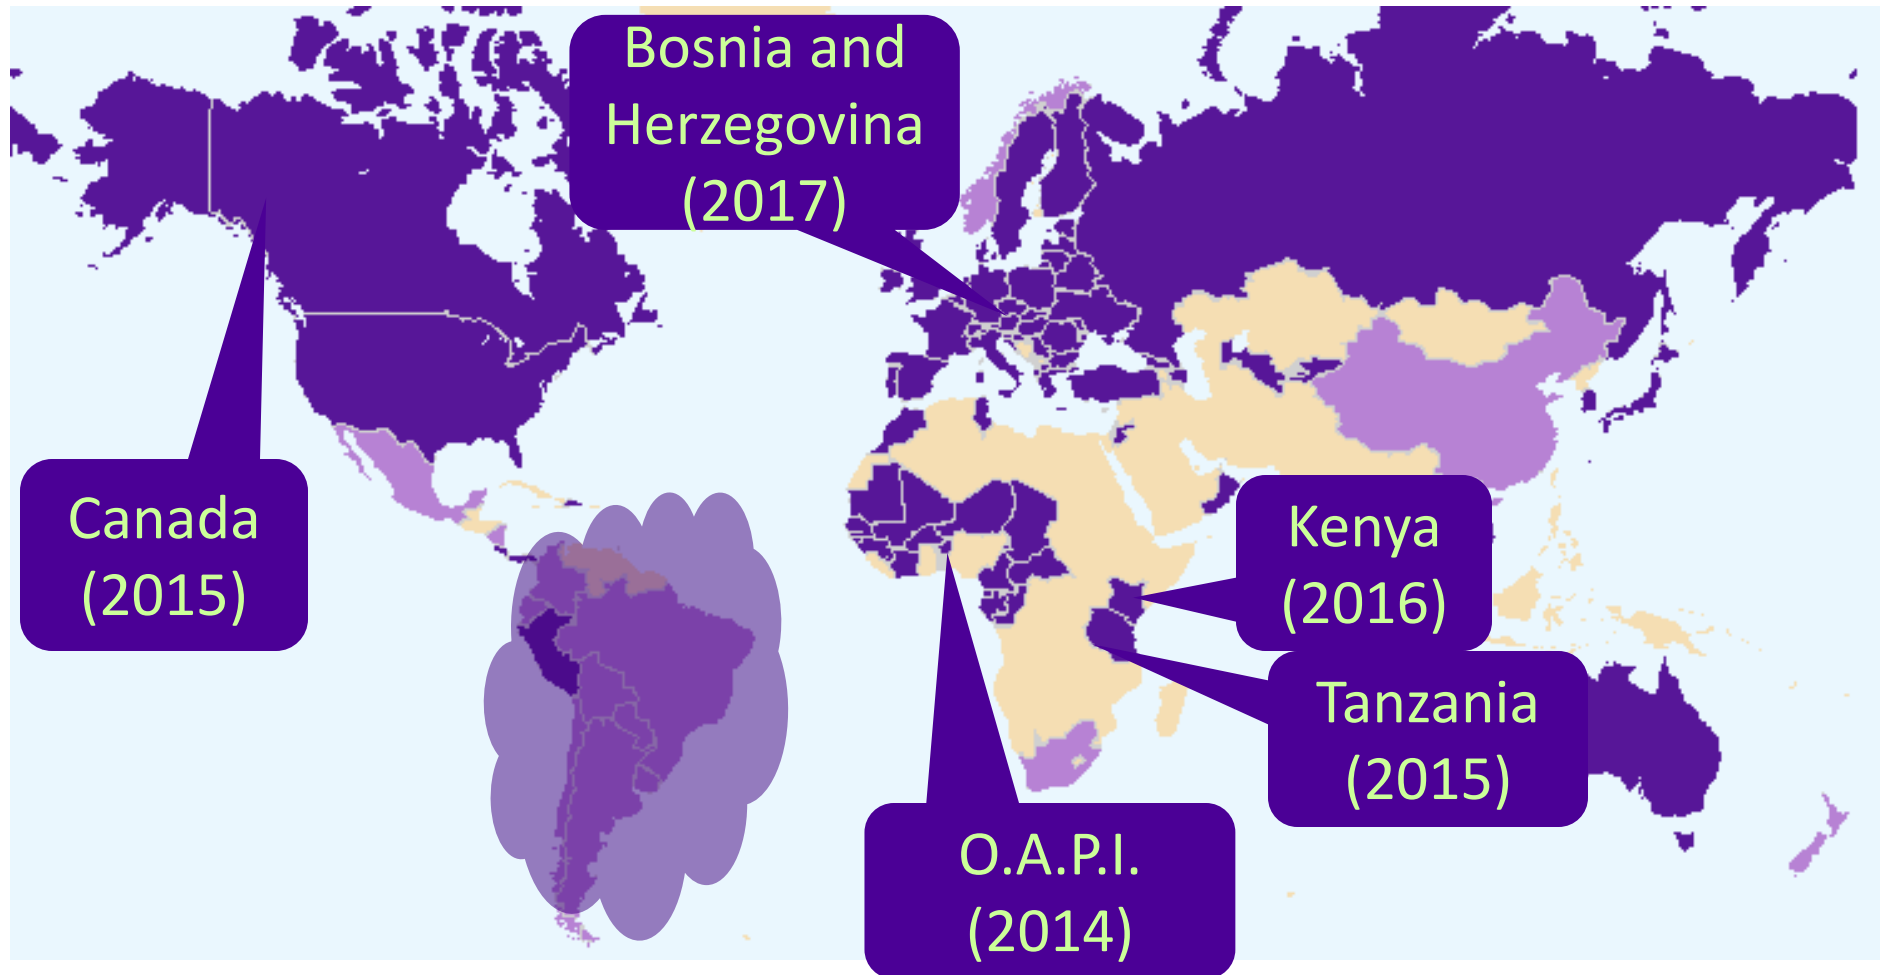 Bosnia and
Herzegovina
(2017)
Canada
(2015)
Kenya
(2016)
Tanzania
(2015)
O.A.P.I.
(2014)